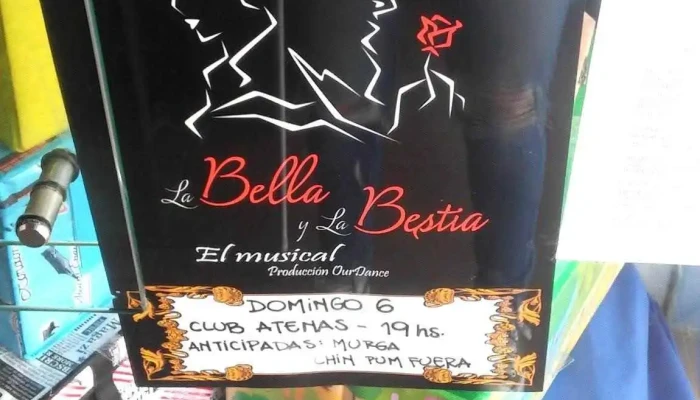 La Bella
y La Bestia
El musical
Producción OurDance
DOMINGO 6
CLUB ATENAS - 19 hs.
ANTICIPADAS: MURGA
CHIN PUM FUERA